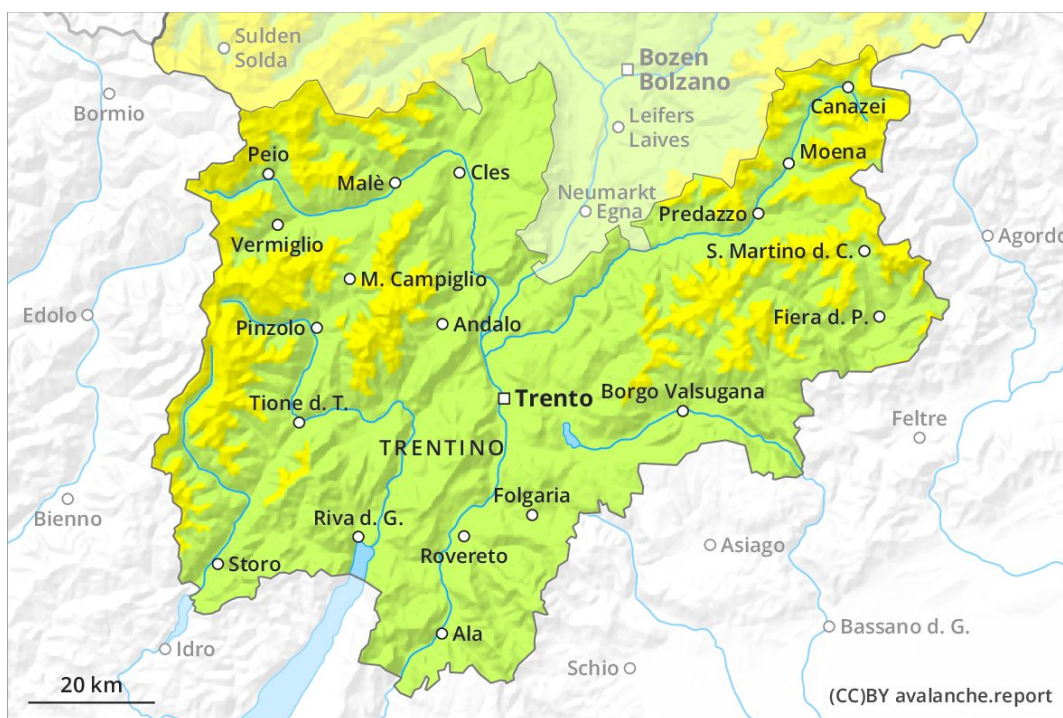 Sulden
Solda
Bozen
Bolzano
Bormio
Canazei
Leifers
Laives
Peio
Moena
Malè
Cles
Neumarkt
Egna
Predazzo
Vermiglio
Agordo
S. Martino d. C.
M. Campiglio
Edolo
Pinzolo
Andalo
Fiera d. P.
Trento
Borgo Valsugana
Tione d. T.
Feltre
TRENTINO
Bienno
Folgaria
Riva d. G.
Asiago
Rovereto
Storo
Bassano d. G.
Ala
Idro
Schio
20 km
(CC)BY avalanche.report